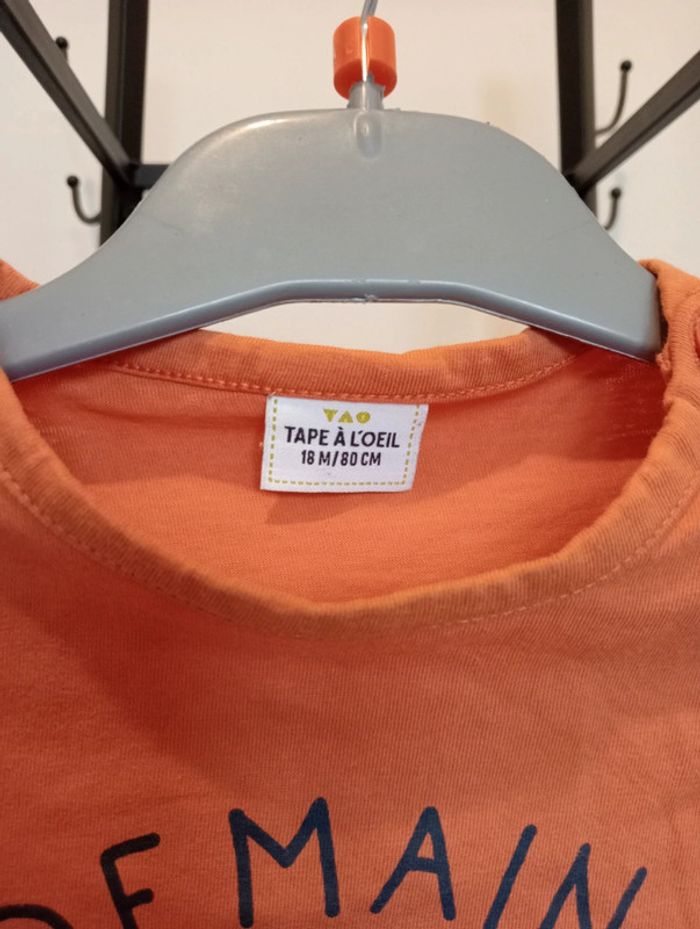 TAO
TAPE À L'OEIL
18 M/80 CM
DEMAIN